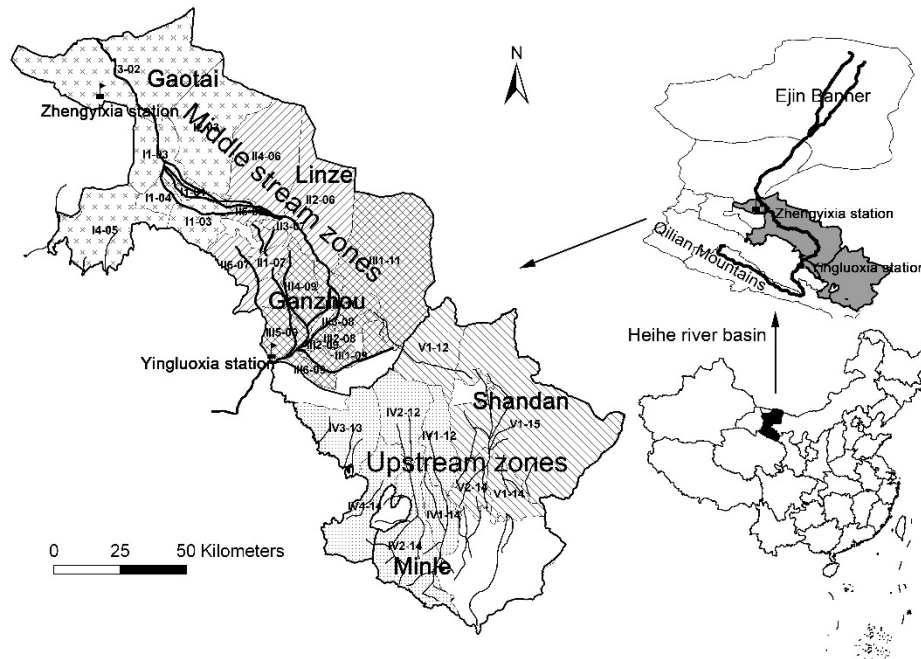 N
I3-02
Gaotai
Zhengyixia station
Middle stream zones
II4-06
Linze
I1-03
I1-04
I1-03
II2-06
I4-05
II3-07
II6-07
II1-07
III1-11
III4-09
Ganzhou
III5-09
III3-08
III2-08
III2-09
III1-09
III6-09
Yingluoxia station
V1-12
Shandan
V1-15
IV2-12
IV3-13
IV1-12
Upstream zones
V2-14
V1-14
IV4-14
IV1-14
IV2-14
Minle
0 25 50 Kilometers
Ejin Banner
Zhengyixia station
Qilian Mountains
Yingluoxia station
Heihe river basin